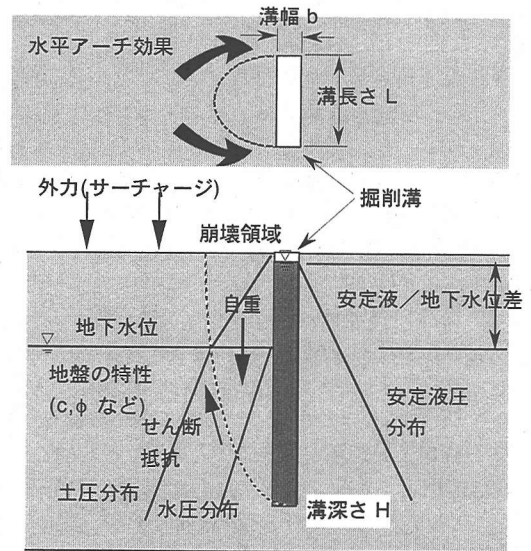 溝幅 b
水平アーチ効果
溝長さ L
外力(サーチャージ)
掘削溝
崩壊領域
安定液／地下水位差
自重
地下水位
地盤の特性
(c,φ など)
せん断
抵抗
安定液圧
分布
土圧分布
水圧分布
溝深さ H